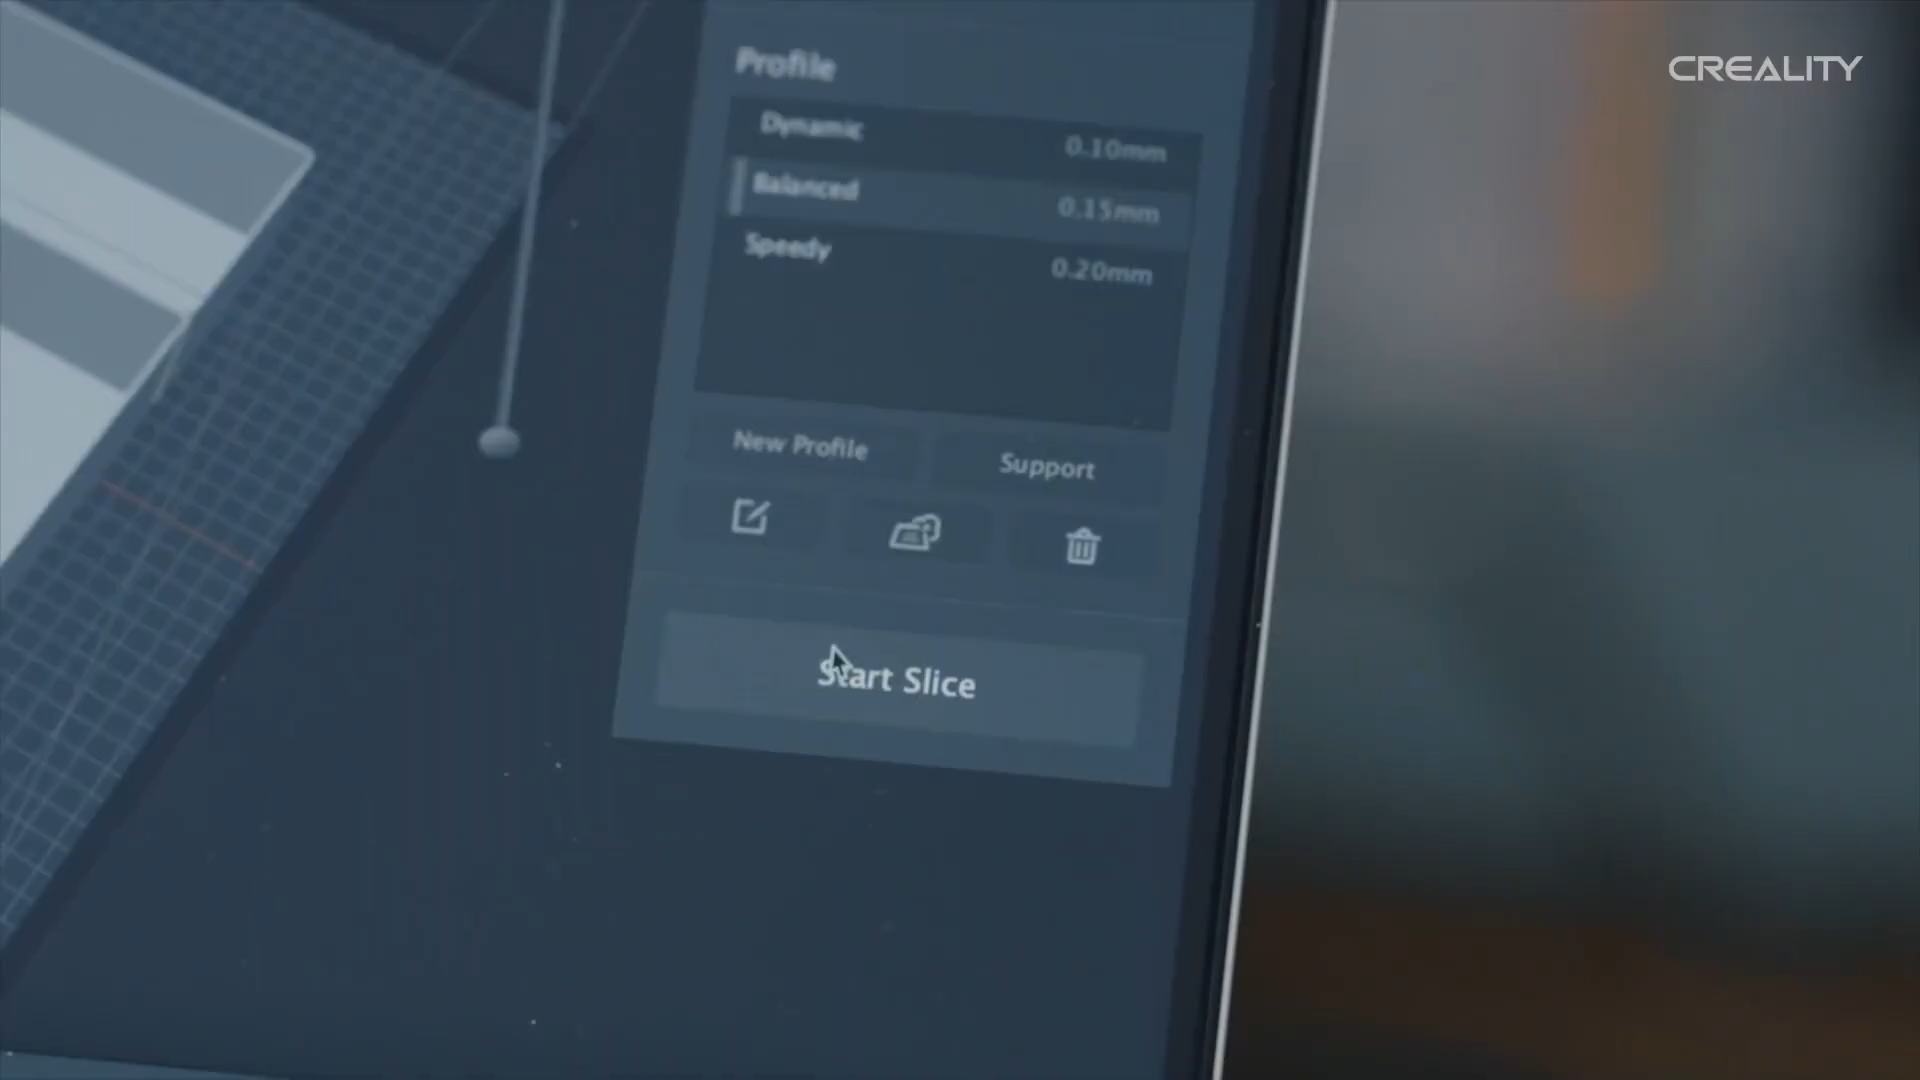 CREALITY
Profile
Dynamic 0.10mm
Balanced 0.15mm
Speedy 0.20mm
New Profile Support
Start Slice